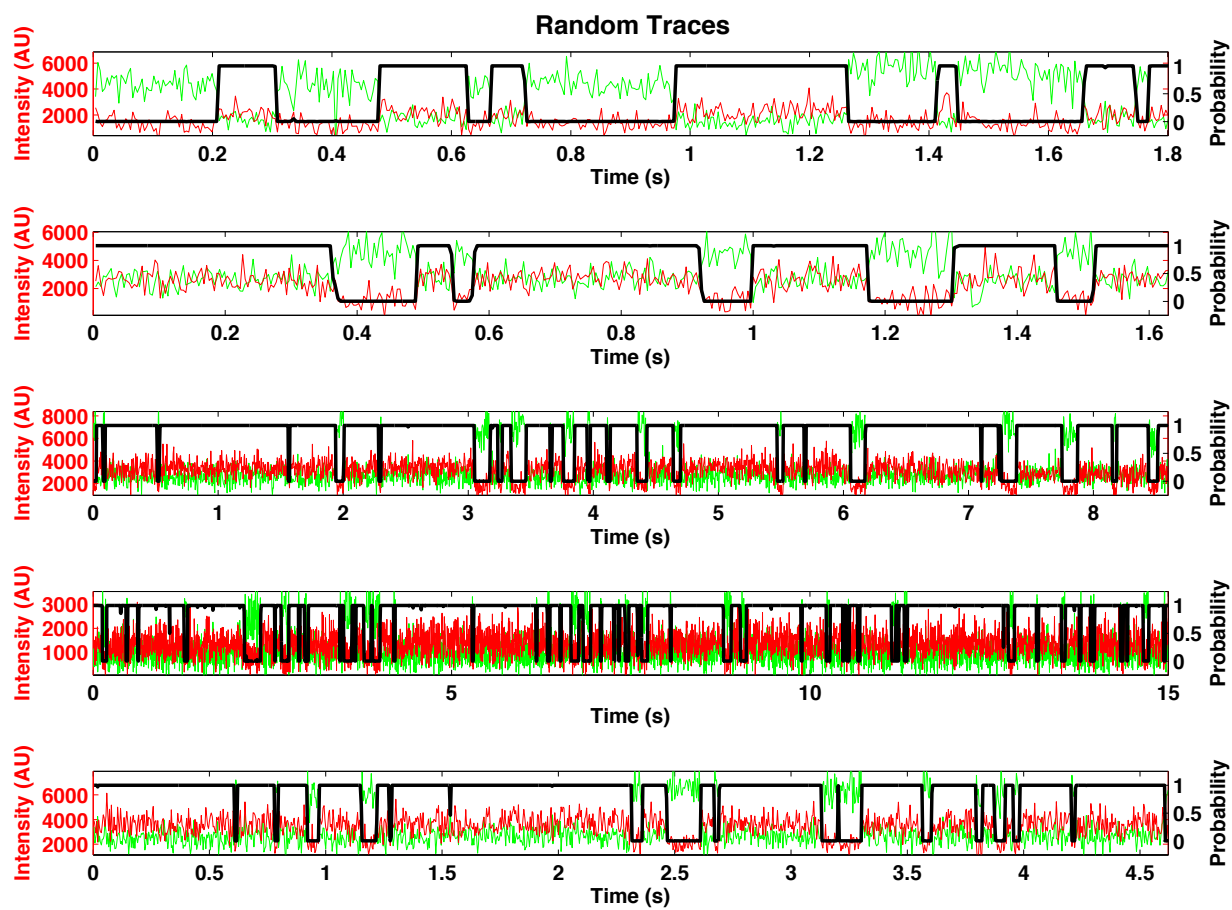 Random Traces
Intensity (AU)
6000
4000
2000
1
0.5
0
Probability
0 0.2 0.4 0.6 0.8 1 1.2 1.4 1.6 1.8
Time (s)
Intensity (AU)
6000
4000
2000
1
0.5
0
Probability
0 0.2 0.4 0.6 0.8 1 1.2 1.4 1.6
Time (s)
Intensity (AU)
8000
6000
4000
2000
1
0.5
0
Probability
0 1 2 3 4 5 6 7 8
Time (s)
Intensity (AU)
3000
2000
1000
1
0.5
0
Probability
0 5 10 15
Time (s)
Intensity (AU)
6000
4000
2000
1
0.5
0
Probability
0 0.5 1 1.5 2 2.5 3 3.5 4 4.5
Time (s)